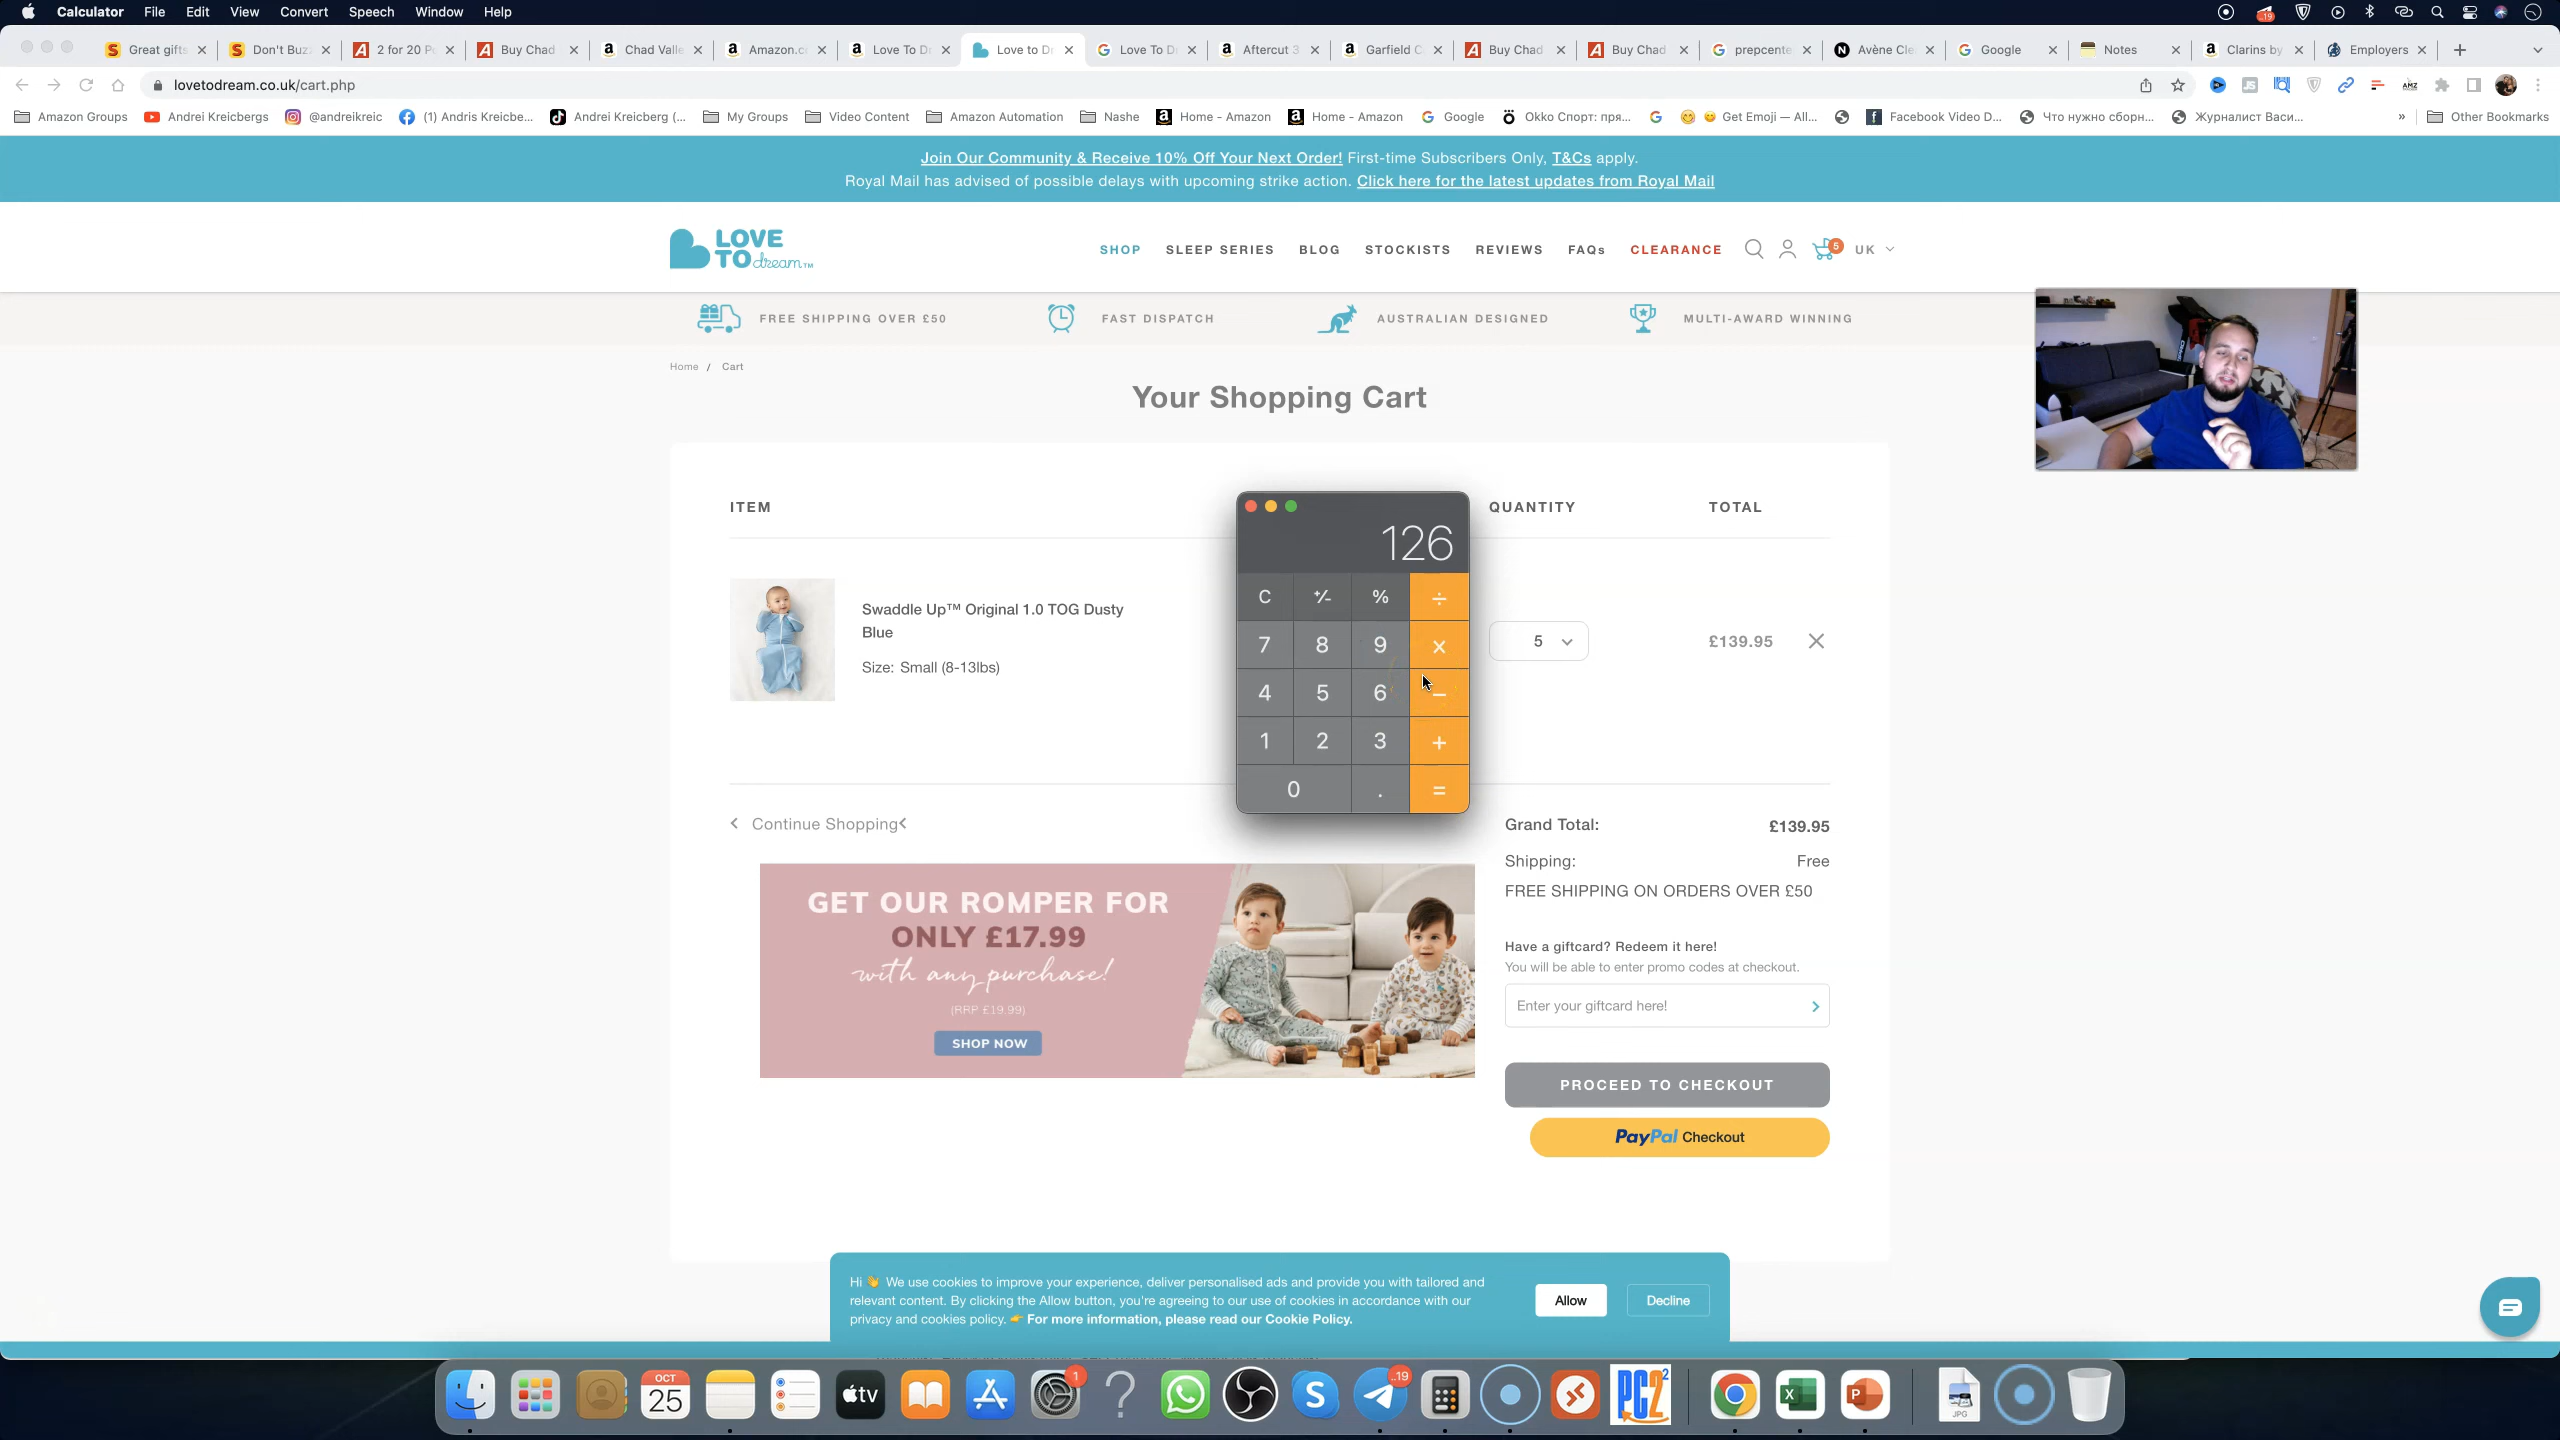 Calculator File Edit View Convert Speech Window Help
Great gifts Don't Buz 2 for 20 P Buy Chad Chad Valle Amazon.c Love To D Love to Dr Love To D Aftercut 3 Garfield C Buy Chad Buy Chad prepcente Avène Cle Google Notes Clarins by Employers
lovetodream.co.uk/cart.php
Amazon Groups Andrei Kreicbergs @andreikreic (1) Andris Kreicbe... Andrei Kreicberg (... My Groups Video Content Amazon Automation Nashe Home - Amazon Home - Amazon Google Okko Спорт: пря... Get Emoji — All... Facebook Video D... Что нужно сборн... Журналист Васи... » Other Bookmarks
Join Our Community & Receive 10% Off Your Next Order! First-time Subscribers Only, T&Cs apply.
Royal Mail has advised of possible delays with upcoming strike action. Click here for the latest updates from Royal Mail
LOVE TO dream™
SHOP SLEEP SERIES BLOG STOCKISTS REVIEWS FAQs CLEARANCE 5 UK
FREE SHIPPING OVER £50 FAST DISPATCH AUSTRALIAN DESIGNED MULTI-AWARD WINNING
Home / Cart
Your Shopping Cart
ITEM QUANTITY TOTAL
126
C +/- % ÷
7 8 9 ×
4 5 6 −
1 2 3 +
0 . =
Swaddle Up™ Original 1.0 TOG Dusty
Blue
Size: Small (8-13lbs)
5 £139.95
Continue Shopping
Grand Total: £139.95
Shipping: Free
FREE SHIPPING ON ORDERS OVER £50
GET OUR ROMPER FOR
ONLY £17.99
with any purchase!
(RRP £19.99)
SHOP NOW
Have a giftcard? Redeem it here!
You will be able to enter promo codes at checkout.
Enter your giftcard here!
PROCEED TO CHECKOUT
PayPal Checkout
Hi 👋 We use cookies to improve your experience, deliver personalised ads and provide you with tailored and
relevant content. By clicking the Allow button, you're agreeing to our use of cookies in accordance with our
privacy and cookies policy. 👉 For more information, please read our Cookie Policy.
Allow Decline
OCT
25
tv
1
19
PC2
JPG